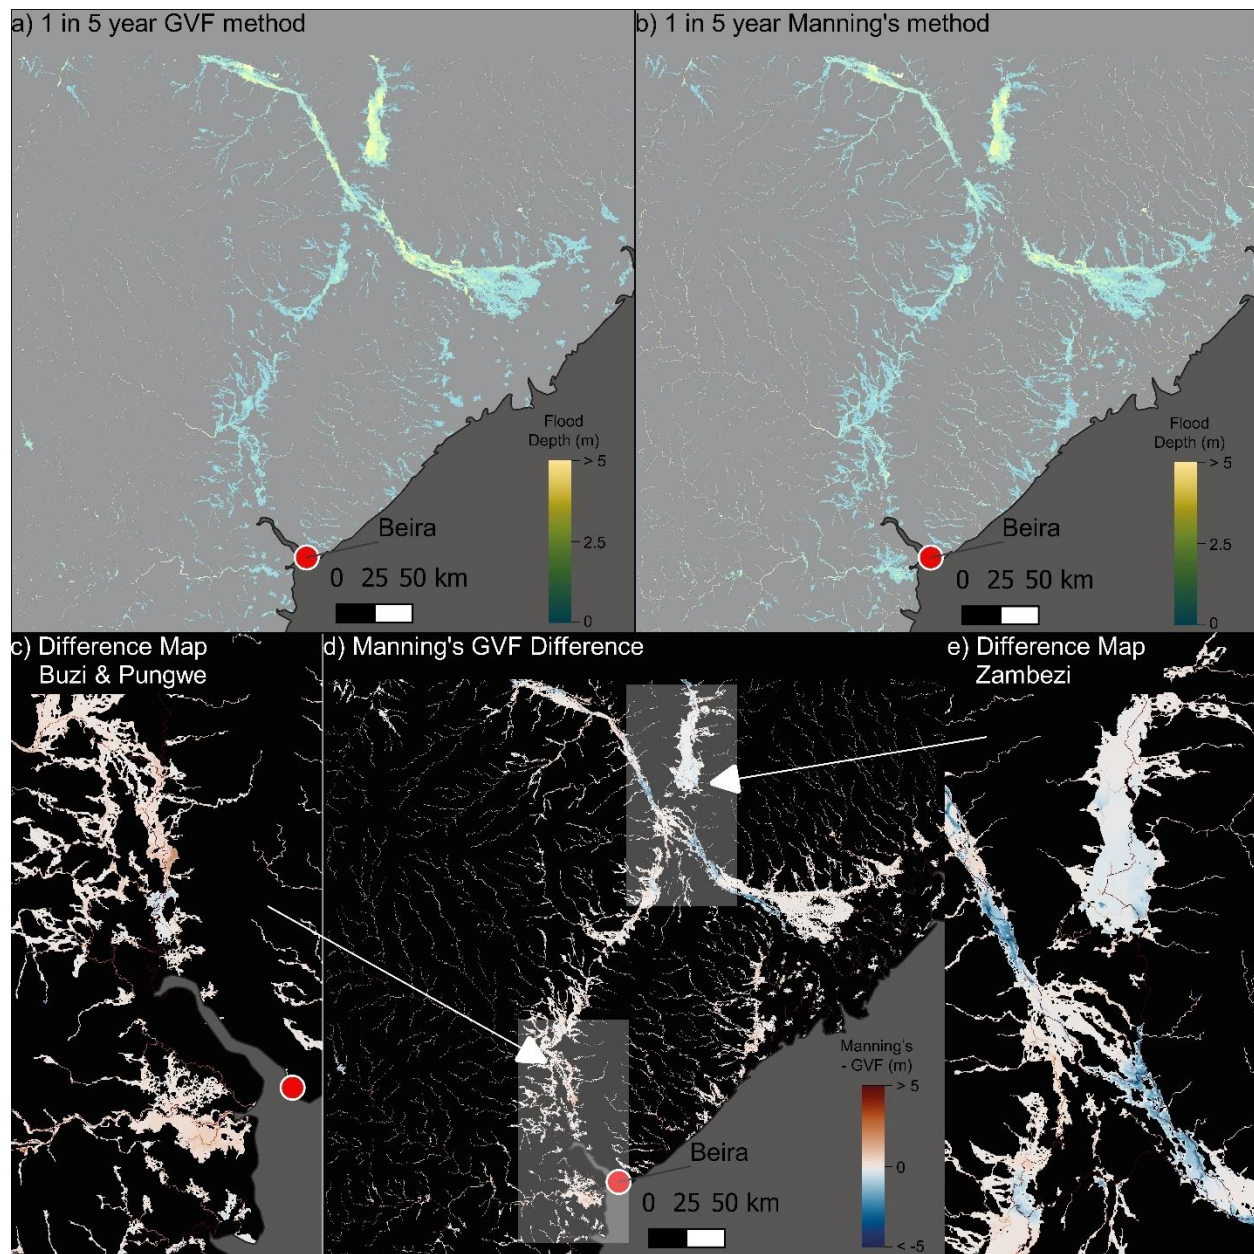 a) 1 in 5 year GVF method
b) 1 in 5 year Manning's method
Flood
Depth (m)
> 5
2.5
0
Beira
0 25 50 km
Flood
Depth (m)
> 5
2.5
0
Beira
0 25 50 km
c) Difference Map
Buzi & Pungwe
d) Manning's GVF Difference
e) Difference Map
Zambezi
Manning's
- GVF (m)
> 5
0
< -5
Beira
0 25 50 km